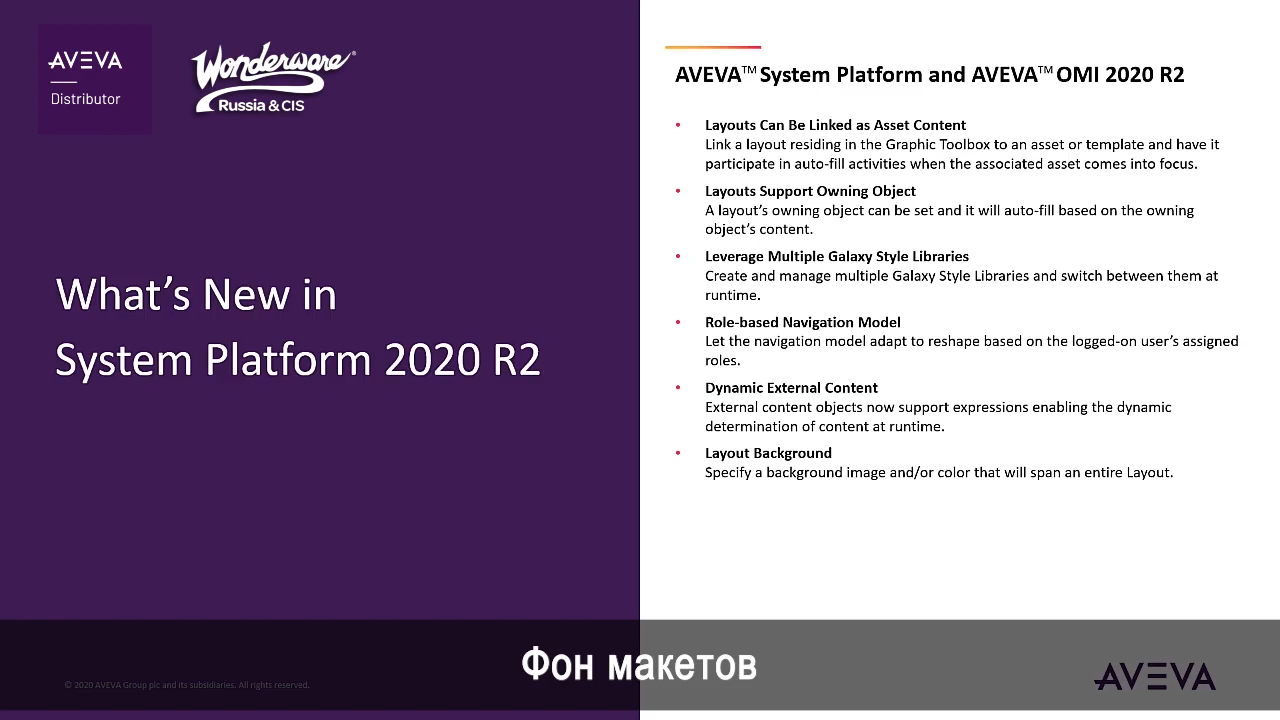 AVEVA
Distributor
Wonderware®
Russia & CIS
What's New in
System Platform 2020 R2
AVEVA™ System Platform and AVEVA™ OMI 2020 R2
• Layouts Can Be Linked as Asset Content
Link a layout residing in the Graphic Toolbox to an asset or template and have it
participate in auto-fill activities when the associated asset comes into focus.
• Layouts Support Owning Object
A layout's owning object can be set and it will auto-fill based on the owning
object's content.
• Leverage Multiple Galaxy Style Libraries
Create and manage multiple Galaxy Style Libraries and switch between them at
runtime.
• Role-based Navigation Model
Let the navigation model adapt to reshape based on the logged-on user's assigned
roles.
• Dynamic External Content
External content objects now support expressions enabling the dynamic
determination of content at runtime.
• Layout Background
Specify a background image and/or color that will span an entire Layout.
Фон макетов
© 2020 AVEVA Group plc and its subsidiaries. All rights reserved.
AVEVA